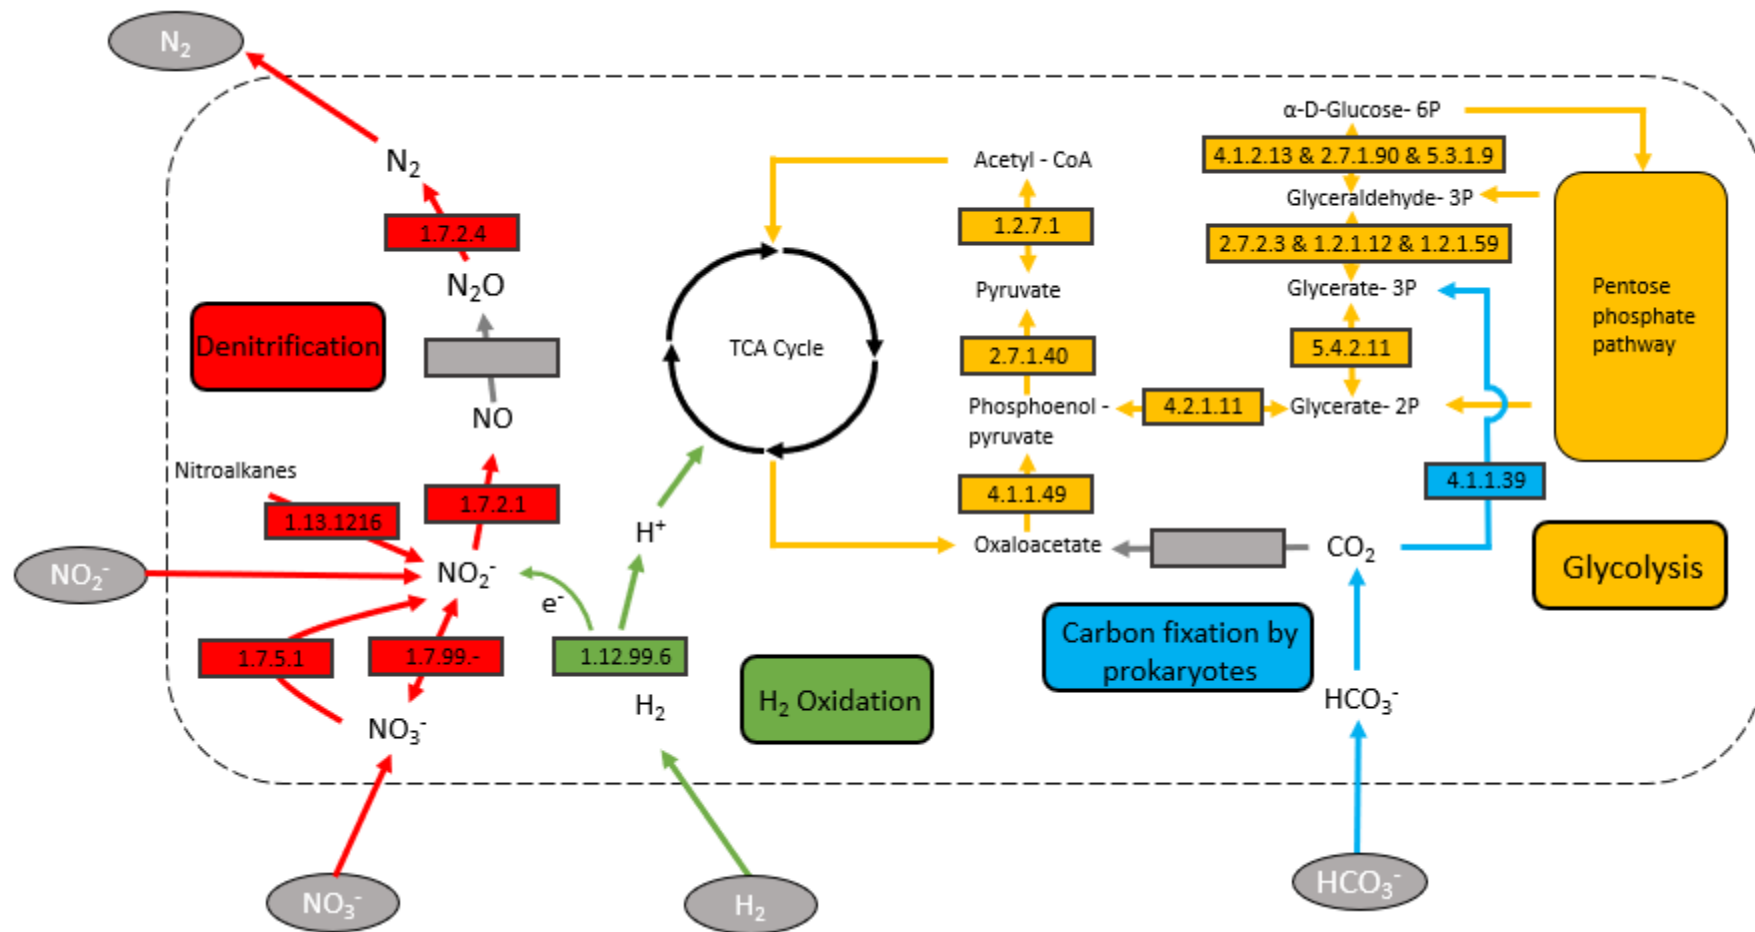 N₂
α-D-Glucose- 6P
4.1.2.13 & 2.7.1.90 & 5.3.1.9
Acetyl - CoA
N₂
Glyceraldehyde- 3P
1.7.2.4
1.2.7.1
2.7.2.3 & 1.2.1.12 & 1.2.1.59
N₂O
Pyruvate
Glycerate- 3P
Pentose
phosphate
pathway
Denitrification
TCA Cycle
2.7.1.40
5.4.2.11
NO
Phosphoenol -
pyruvate
4.2.1.11
Glycerate- 2P
Nitroalkanes
1.13.1216
1.7.2.1
4.1.1.49
4.1.1.39
H⁺
Oxaloacetate
CO₂
NO₂⁻
NO₂⁻
e⁻
Glycolysis
1.7.5.1
1.7.99.-
1.12.99.6
Carbon fixation by
prokaryotes
H₂
H₂ Oxidation
HCO₃⁻
NO₃⁻
NO₃⁻
H₂
HCO₃⁻